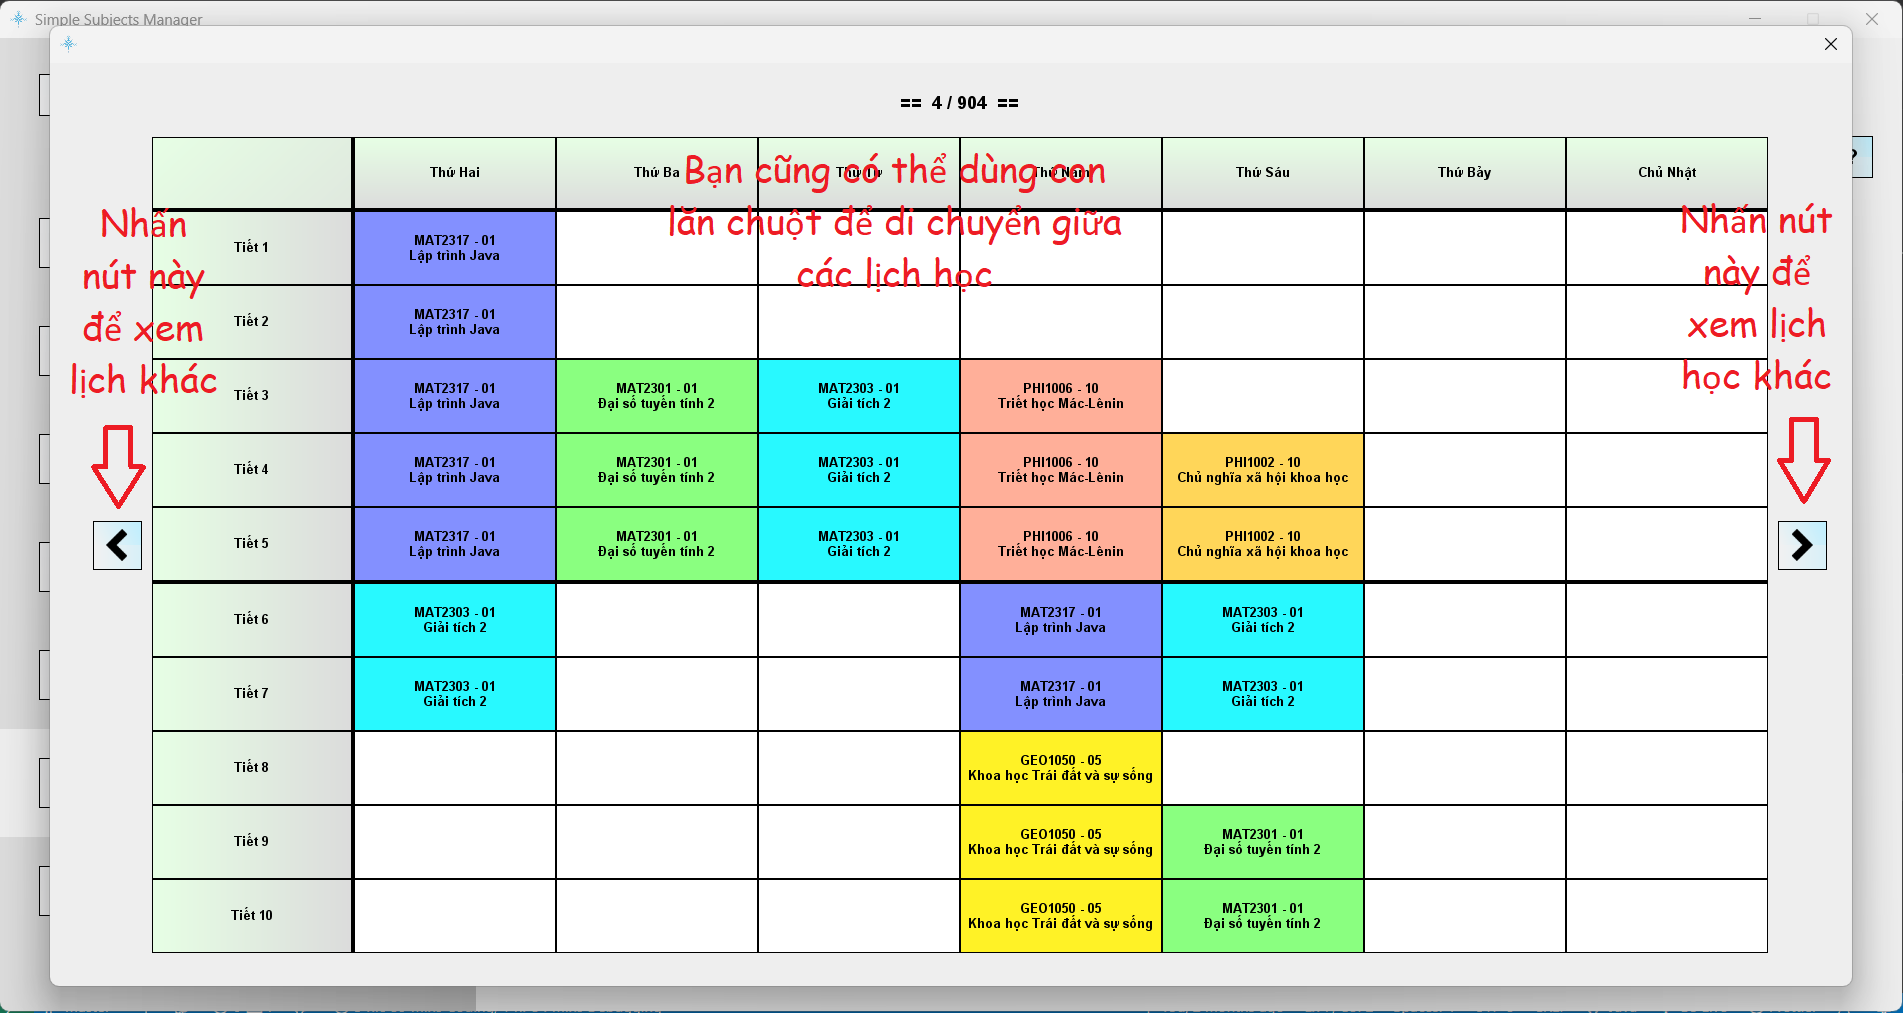 Simple Subjects Manager
== 4 / 904 ==
Thứ Hai
Thứ Ba
Thứ Tư
Thứ Năm
Thứ Sáu
Thứ Bảy
Chủ Nhật
Bạn cũng có thể dùng con
lăn chuột để di chuyển giữa
các lịch học
Nhấn
nút này
để xem
lịch khác
Nhấn nút
này để
xem lịch
học khác
?
Tiết 1
MAT2317 - 01
Lập trình Java
Tiết 2
MAT2317 - 01
Lập trình Java
Tiết 3
MAT2317 - 01
Lập trình Java
MAT2301 - 01
Đại số tuyến tính 2
MAT2303 - 01
Giải tích 2
PHI1006 - 10
Triết học Mác-Lênin
Tiết 4
MAT2317 - 01
Lập trình Java
MAT2301 - 01
Đại số tuyến tính 2
MAT2303 - 01
Giải tích 2
PHI1006 - 10
Triết học Mác-Lênin
PHI1002 - 10
Chủ nghĩa xã hội khoa học
Tiết 5
MAT2317 - 01
Lập trình Java
MAT2301 - 01
Đại số tuyến tính 2
MAT2303 - 01
Giải tích 2
PHI1006 - 10
Triết học Mác-Lênin
PHI1002 - 10
Chủ nghĩa xã hội khoa học
Tiết 6
MAT2303 - 01
Giải tích 2
MAT2317 - 01
Lập trình Java
MAT2303 - 01
Giải tích 2
Tiết 7
MAT2303 - 01
Giải tích 2
MAT2317 - 01
Lập trình Java
MAT2303 - 01
Giải tích 2
Tiết 8
GEO1050 - 05
Khoa học Trái đất và sự sống
Tiết 9
GEO1050 - 05
Khoa học Trái đất và sự sống
MAT2301 - 01
Đại số tuyến tính 2
Tiết 10
GEO1050 - 05
Khoa học Trái đất và sự sống
MAT2301 - 01
Đại số tuyến tính 2